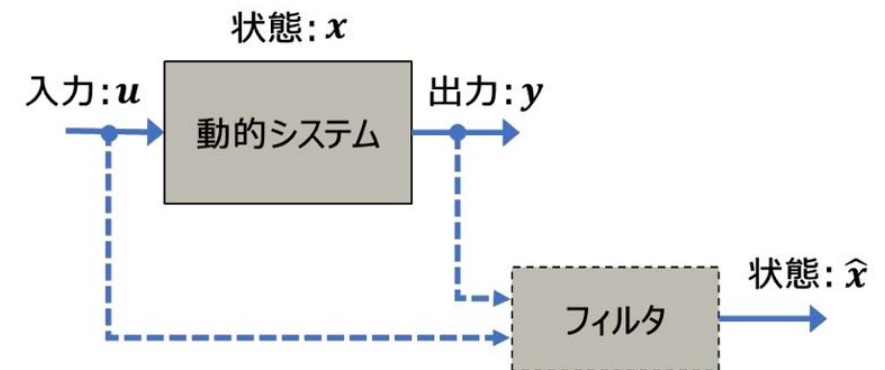 状態: x
入力:u
出力:y
動的システム
状態: x̂
フィルタ